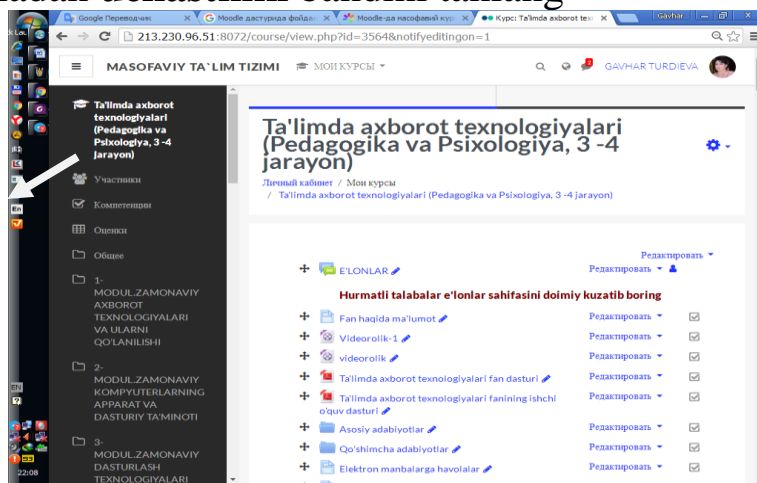 Google Переводчик
Moodle дастурида фойда
Moodle-да масофавий кур
Курс: Ta'limda axborot tex
Gavhar
213.230.96.51:8072/course/view.php?id=3564&notifyeditingon=1
MASOFAVIY TA`LIM TIZIMI
МОИ КУРСЫ
GAVHAR TURDIEVA
Ta'limda axborot
texnologiyalari
(Pedagogika va
Psixologiya, 3 -4
jarayon)
Участники
Компетенции
Оценки
Общее
1-
MODUL.ZAMONAVIY
AXBOROT
TEXNOLOGIYALARI
VA ULARNI
QO'LANILISHI
2-
MODUL.ZAMONAVIY
KOMPYUTERLARNING
APPARAT VA
DASTURIY TA'MINOTI
3-
MODUL.ZAMONAVIY
DASTURLASH
TEXNOLOGIYALARI
Ta'limda axborot texnologiyalari
(Pedagogika va Psixologiya, 3 -4
jarayon)
Личный кабинет / Мои курсы
/ Ta'limda axborot texnologiyalari (Pedagogika va Psixologiya, 3 -4 jarayon)
Редактировать
E'LONLAR Редактировать
Hurmatli talabalar e'lonlar sahifasini doimiy kuzatib boring
Fan haqida ma'lumot Редактировать
Videorolik-1 Редактировать
videorolik Редактировать
Ta'limda axborot texnologiyalari fan dasturi Редактировать
Ta'limda axborot texnologiyalari fanining ishchi Редактировать
o'quv dasturi
Asosiy adabiyotlar Редактировать
Qo'shimcha adabiyotlar Редактировать
Elektron manbalarga havolalar Редактировать
En
EN
22:08